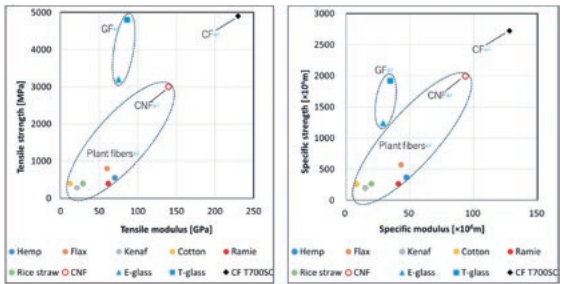 5000
4000
3000
2000
1000
0
0 50 100 150 200 250
Tensile strength [MPa]
Tensile modulus [GPa]
GF
CF
CNF
Plant fibers
Hemp Flax Kenaf Cotton Ramie
Rice straw CNF E-glass T-glass CF T700SC
3000
2500
2000
1500
1000
500
0
0 50 100 150
Specific strength [×10³m]
Specific modulus [×10⁶m]
GF
CF
CNF
Plant fibers
Hemp Flax Kenaf Cotton Ramie
Rice straw CNF E-glass T-glass CF T700SC